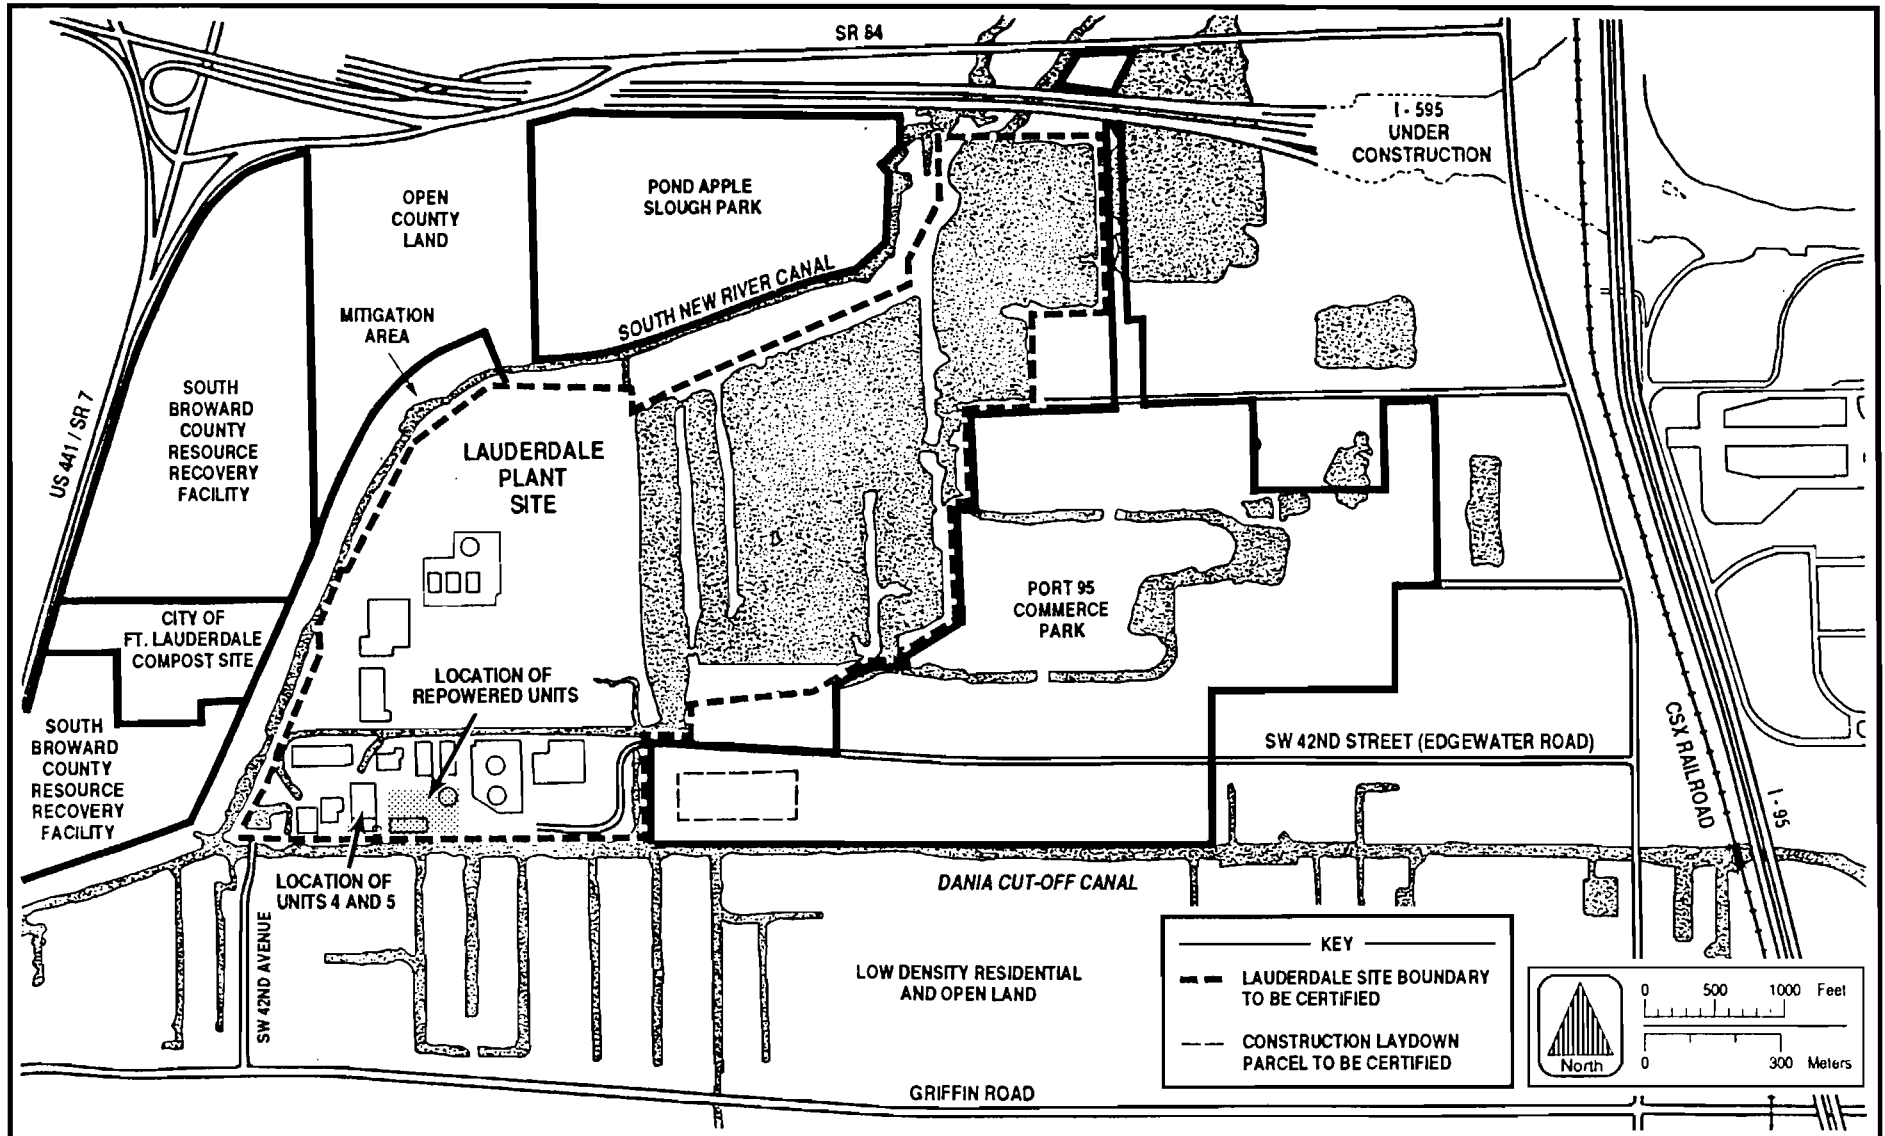 SR 84
I - 595
UNDER
CONSTRUCTION
POND APPLE
SLOUGH PARK
OPEN
COUNTY
LAND
SOUTH NEW RIVER CANAL
MITIGATION
AREA
US 441 / SR 7
SOUTH
BROWARD
COUNTY
RESOURCE
RECOVERY
FACILITY
LAUDERDALE
PLANT
SITE
PORT 95
COMMERCE
PARK
CITY OF
FT. LAUDERDALE
COMPOST SITE
LOCATION OF
REPOWERED UNITS
SOUTH
BROWARD
COUNTY
RESOURCE
RECOVERY
FACILITY
SW 42ND STREET (EDGEWATER ROAD)
CSX RAILROAD
I - 95
LOCATION OF
UNITS 4 AND 5
DANIA CUT-OFF CANAL
SW 42ND AVENUE
LOW DENSITY RESIDENTIAL
AND OPEN LAND
KEY
LAUDERDALE SITE BOUNDARY
TO BE CERTIFIED
CONSTRUCTION LAYDOWN
PARCEL TO BE CERTIFIED
North
0 500 1000 Feet
0 300 Meters
GRIFFIN ROAD